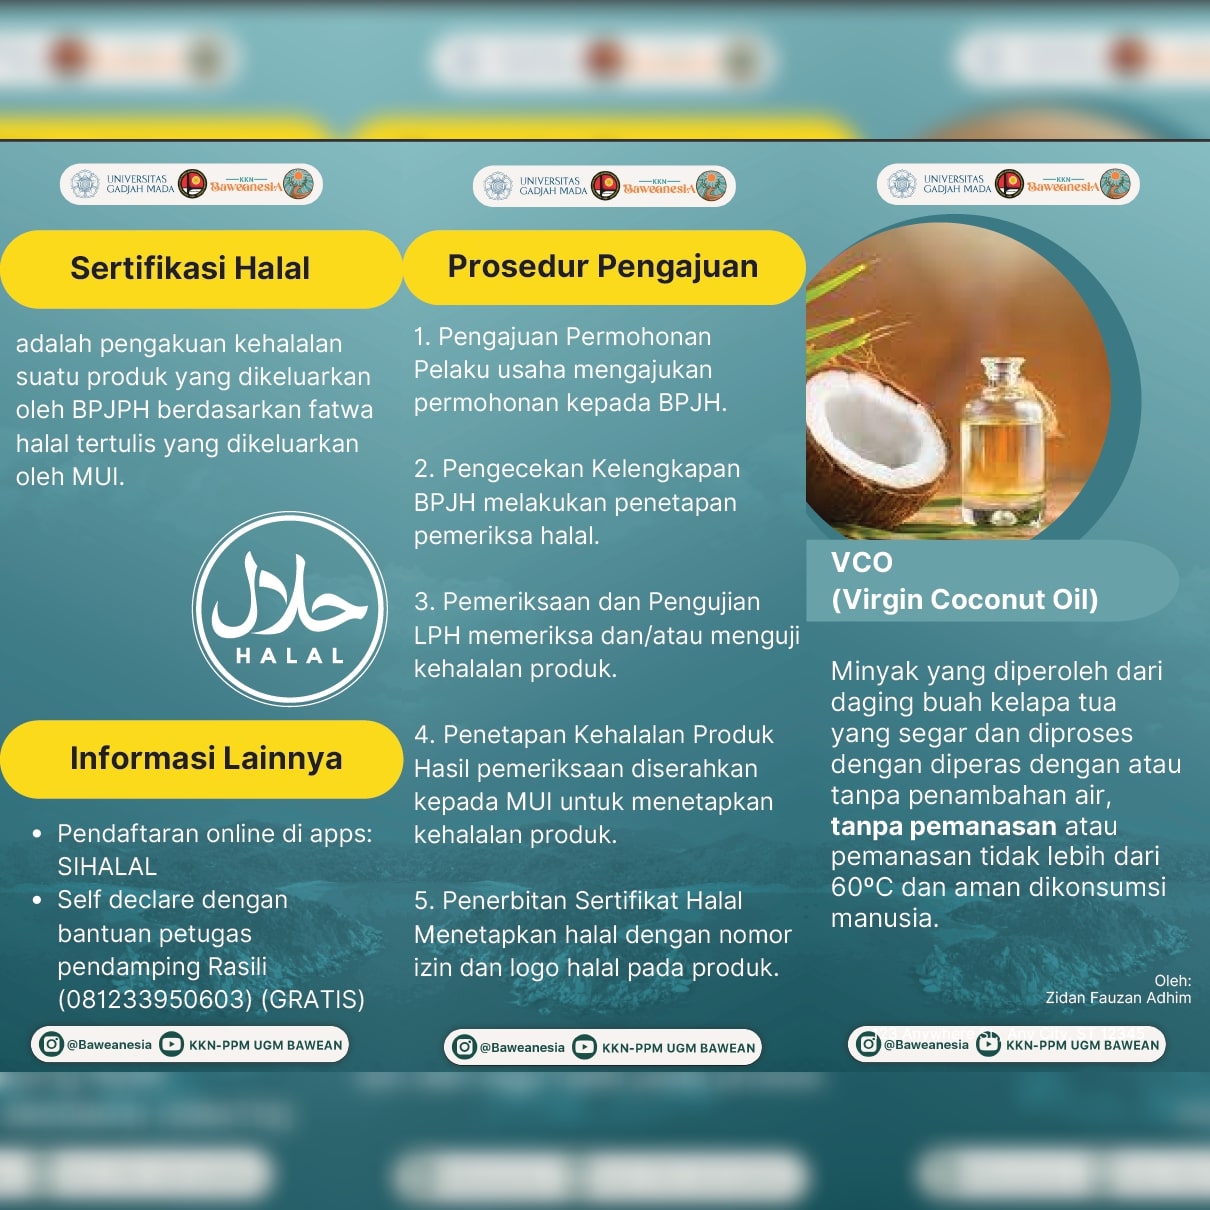 UNIVERSITAS
GADJAH MADA
KKN
BaweanesiA
Sertifikasi Halal
adalah pengakuan kehalalan
suatu produk yang dikeluarkan
oleh BPJPH berdasarkan fatwa
halal tertulis yang dikeluarkan
oleh MUI.
حلال
HALAL
Informasi Lainnya
• Pendaftaran online di apps:
SIHALAL
• Self declare dengan
bantuan petugas
pendamping Rasili
(081233950603) (GRATIS)
@Baweanesia KKN-PPM UGM BAWEAN
UNIVERSITAS
GADJAH MADA
KKN
BaweanesiA
Prosedur Pengajuan
1. Pengajuan Permohonan
Pelaku usaha mengajukan
permohonan kepada BPJH.
2. Pengecekan Kelengkapan
BPJH melakukan penetapan
pemeriksa halal.
3. Pemeriksaan dan Pengujian
LPH memeriksa dan/atau menguji
kehalalan produk.
4. Penetapan Kehalalan Produk
Hasil pemeriksaan diserahkan
kepada MUI untuk menetapkan
kehalalan produk.
5. Penerbitan Sertifikat Halal
Menetapkan halal dengan nomor
izin dan logo halal pada produk.
@Baweanesia KKN-PPM UGM BAWEAN
UNIVERSITAS
GADJAH MADA
KKN
BaweanesiA
VCO
(Virgin Coconut Oil)
Minyak yang diperoleh dari
daging buah kelapa tua
yang segar dan diproses
dengan diperas dengan atau
tanpa penambahan air,
tanpa pemanasan atau
pemanasan tidak lebih dari
60ºC dan aman dikonsumsi
manusia.
Oleh:
Zidan Fauzan Adhim
@Baweanesia KKN-PPM UGM BAWEAN